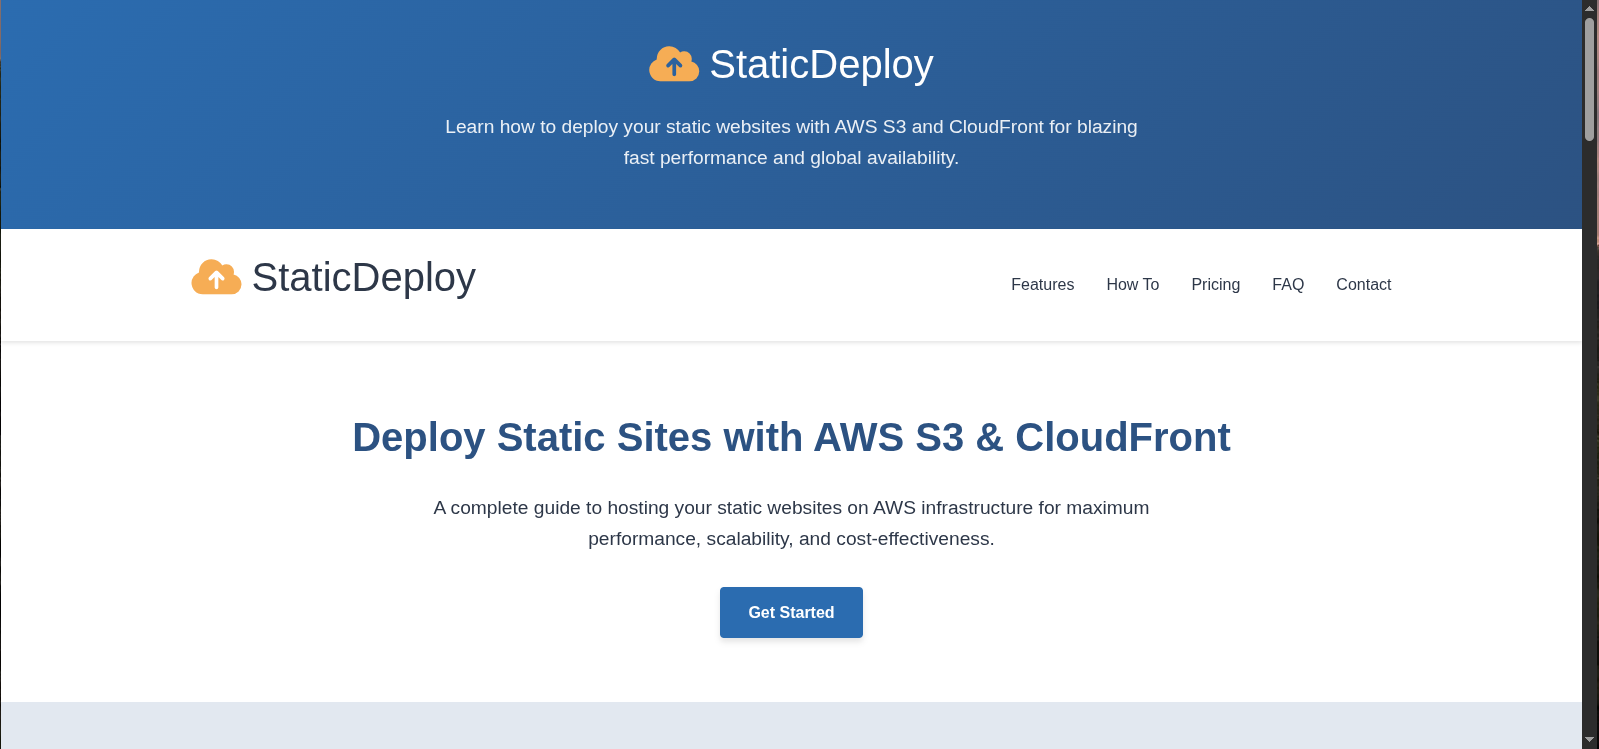 StaticDeploy
Learn how to deploy your static websites with AWS S3 and CloudFront for blazing
fast performance and global availability.
StaticDeploy
Features How To Pricing FAQ Contact
Deploy Static Sites with AWS S3 & CloudFront
A complete guide to hosting your static websites on AWS infrastructure for maximum
performance, scalability, and cost-effectiveness.
Get Started